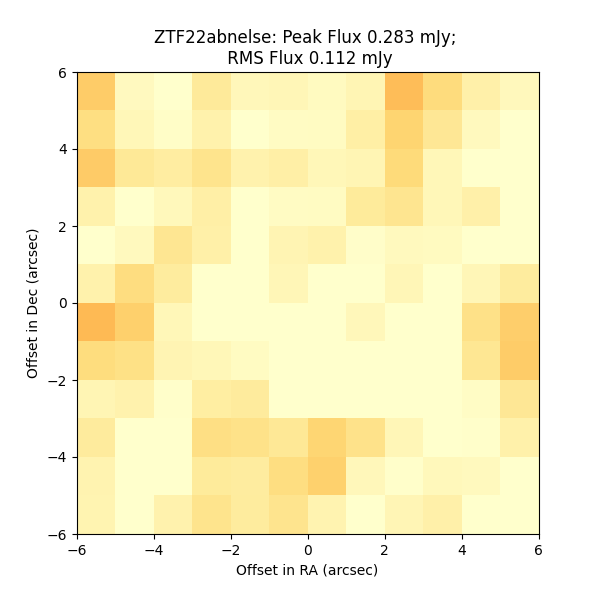 ZTF22abnelse: Peak Flux 0.283 mJy;
RMS Flux 0.112 mJy
6
4
2
0
−2
−4
−6
Offset in Dec (arcsec)
−6 −4 −2 0 2 4 6
Offset in RA (arcsec)